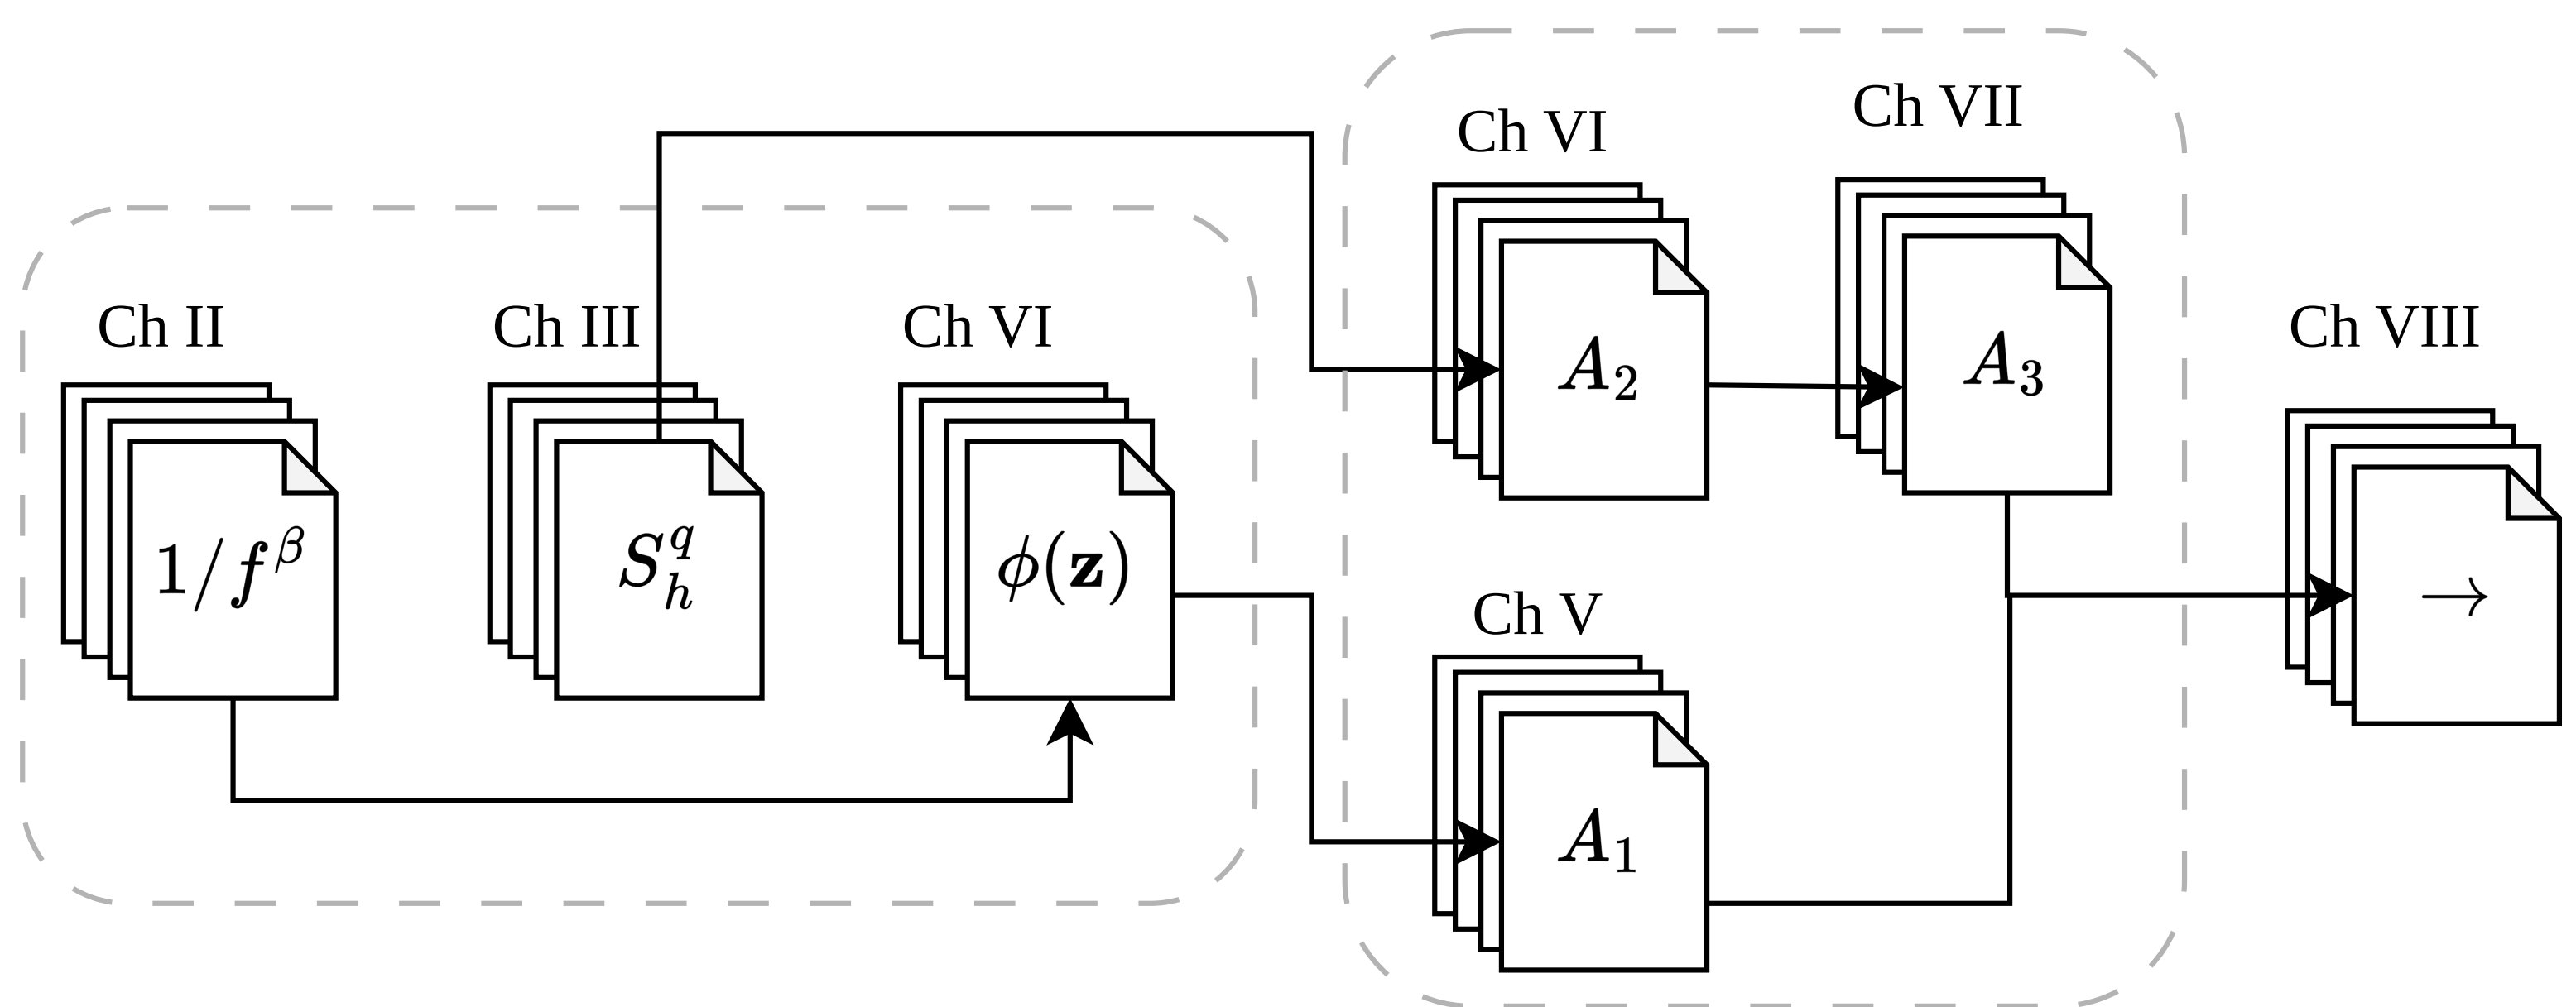 Ch II
1/f^β
Ch III
S_h^q
Ch VI
ϕ(𝐳)
Ch VI
A_2
Ch VII
A_3
Ch V
A_1
Ch VIII
→